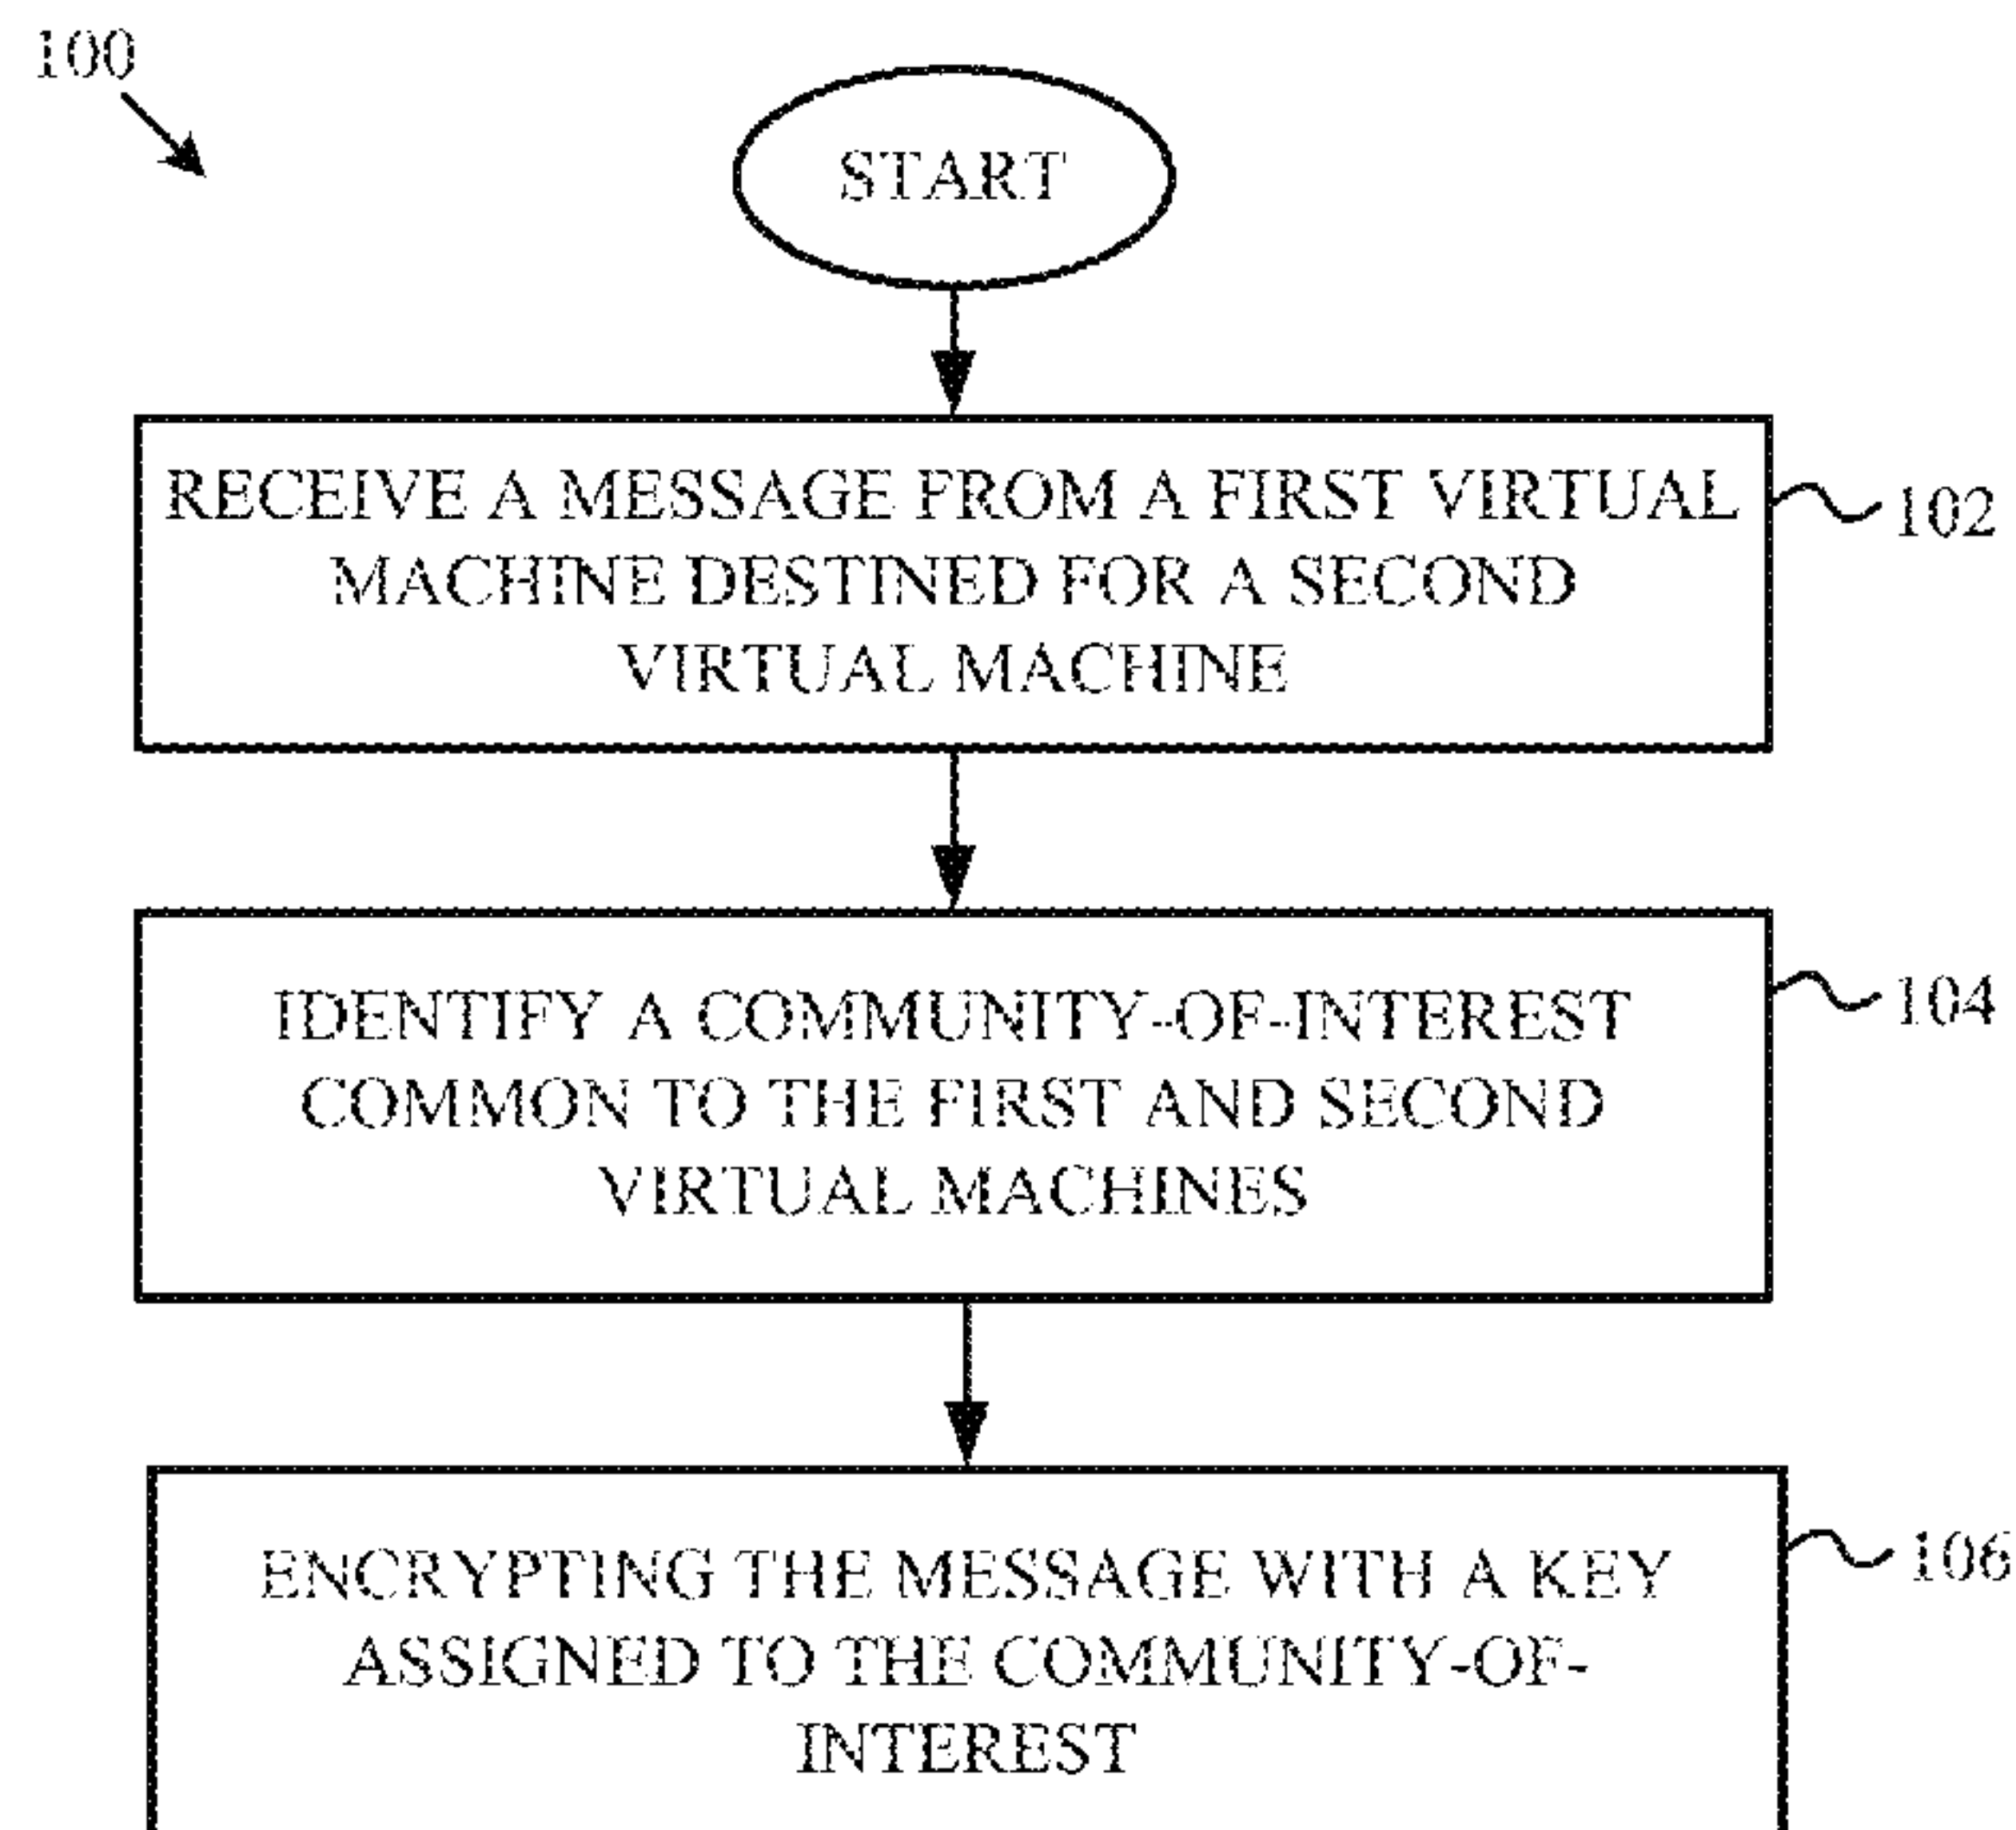 100
START
RECEIVE A MESSAGE FROM A FIRST VIRTUAL
MACHINE DESTINED FOR A SECOND
VIRTUAL MACHINE
102
IDENTIFY A COMMUNITY-OF-INTEREST
COMMON TO THE FIRST AND SECOND
VIRTUAL MACHINES
104
ENCRYPTING THE MESSAGE WITH A KEY
ASSIGNED TO THE COMMUNITY-OF-
INTEREST
106